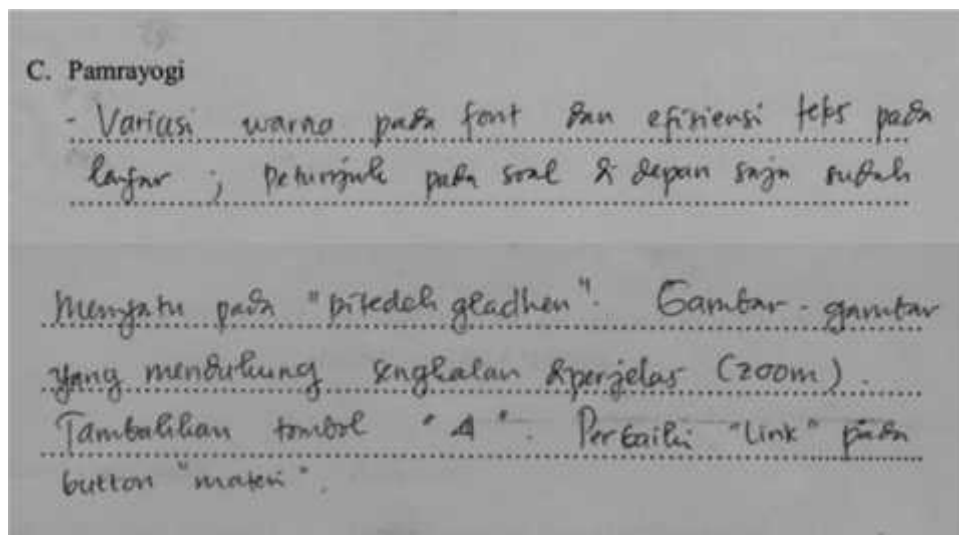 C. Pamrayogi
- Variasi warna pada font dan efisiensi teks pada
layar ; Petunjuk pada soal di depan saja sudah
Menyatu pada "pitedah gladhen". Gambar - gambar
yang mendukung sengkalan diperjelas (zoom).
Tambahkan tombol " ". Perbaiki "Link" pada
button "materi".